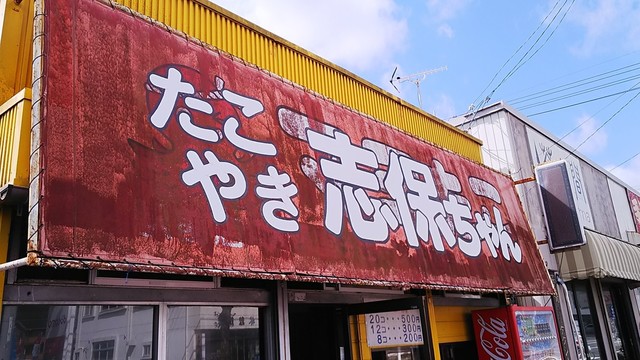 たこ
やき
志保ちゃん
20コ・・・500円
12コ・・・300円
8コ・・・200円
Coca-Cola